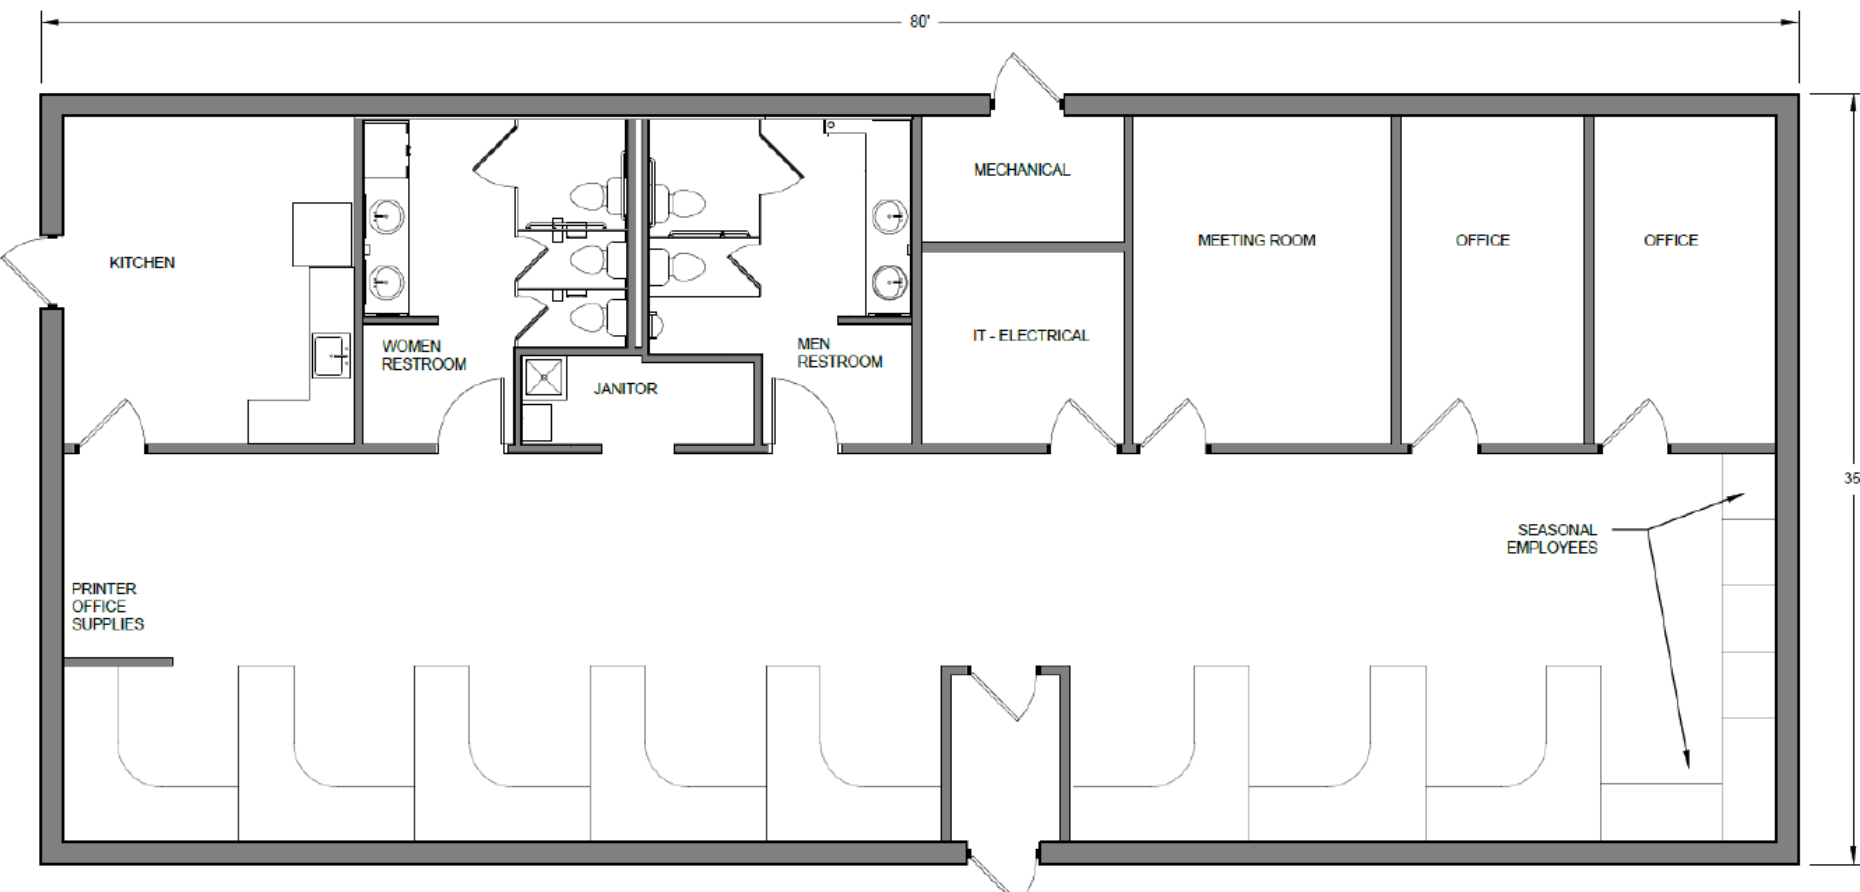 80'
MECHANICAL
MEETING ROOM
OFFICE
OFFICE
KITCHEN
IT - ELECTRICAL
WOMEN
RESTROOM
MEN
RESTROOM
JANITOR
35
SEASONAL
EMPLOYEES
PRINTER
OFFICE
SUPPLIES